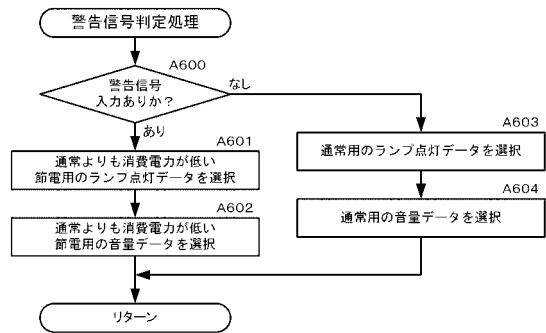 警告信号判定処理
A600
警告信号
入力ありか?
なし
あり
A601
通常よりも消費電力が低い
節電用のランプ点灯データを選択
A602
通常よりも消費電力が低い
節電用の音量データを選択
A603
通常用のランプ点灯データを選択
A604
通常用の音量データを選択
リターン